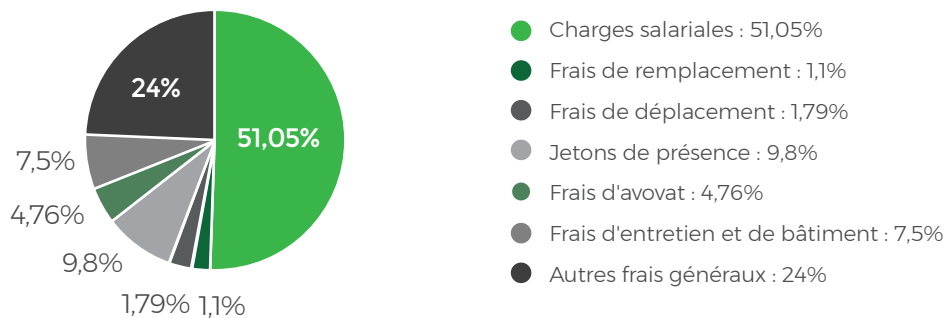 24%
51,05%
7,5%
4,76%
9,8%
1,79% 1,1%
Charges salariales : 51,05%
Frais de remplacement : 1,1%
Frais de déplacement : 1,79%
Jetons de présence : 9,8%
Frais d'avovat : 4,76%
Frais d'entretien et de bâtiment : 7,5%
Autres frais généraux : 24%